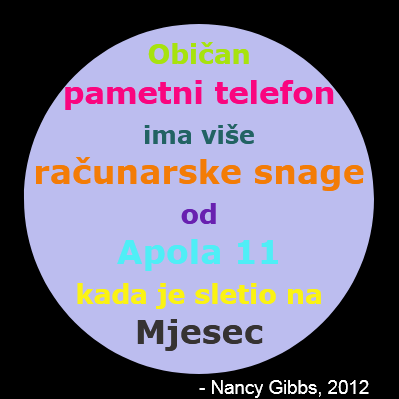 Običan
pametni telefon
ima više
računarske snage
od
Apola 11
kada je sletio na
Mjesec
- Nancy Gibbs, 2012